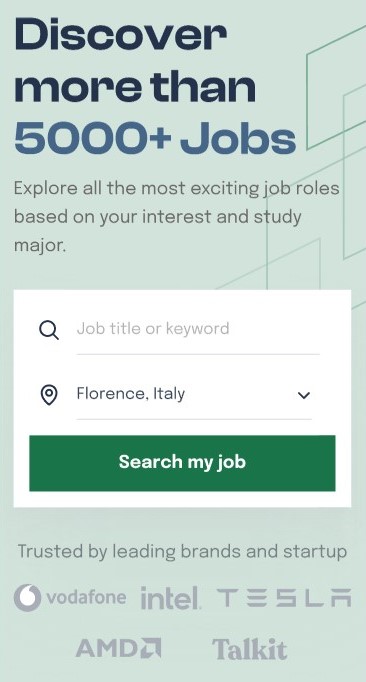 Discover
more than
5000+ Jobs
Explore all the most exciting job roles
based on your interest and study
major.
Job title or keyword
Florence, Italy
Search my job
Trusted by leading brands and startup
vodafone intel. TESLA
AMD Talkit